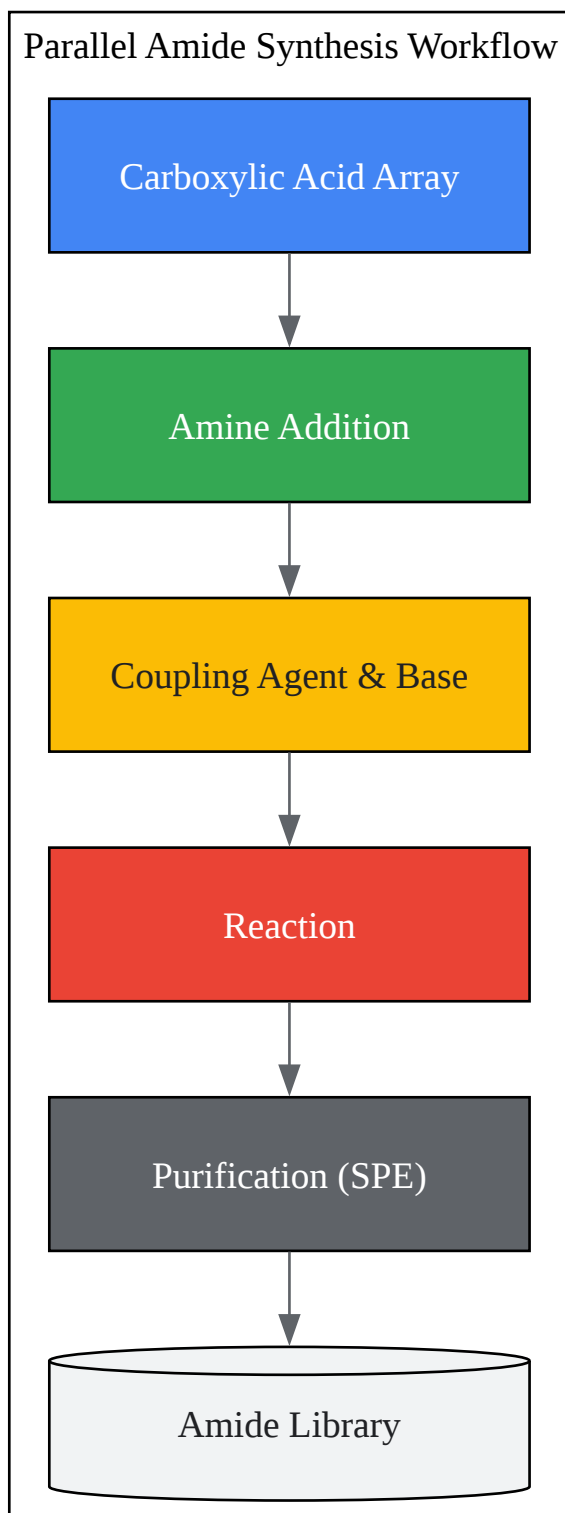 Parallel Amide Synthesis Workflow
Carboxylic Acid Array
Amine Addition
Coupling Agent & Base
Reaction
Purification (SPE)
Amide Library